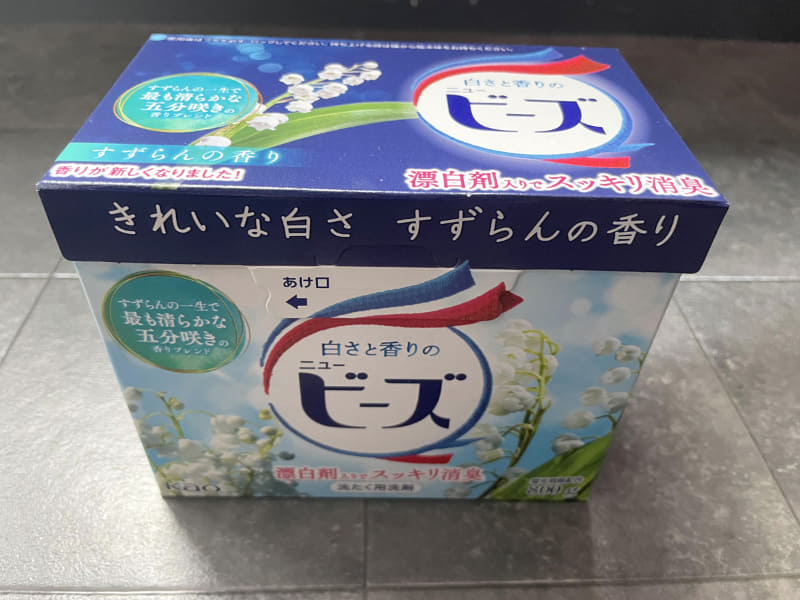 すずらんの一生で
最も清らかな
五分咲きの
香りブレンド
すずらんの香り
香りが新しくなりました!
白さと香りの
ニュー
ビーズ
漂白剤入りでスッキリ消臭
きれいな白さ すずらんの香り
あけ口
すずらんの一生で
最も清らかな
五分咲きの
香りブレンド
白さと香りの
ニュー
ビーズ
漂白剤入りでスッキリ消臭
洗たく用洗剤
Kao
800g